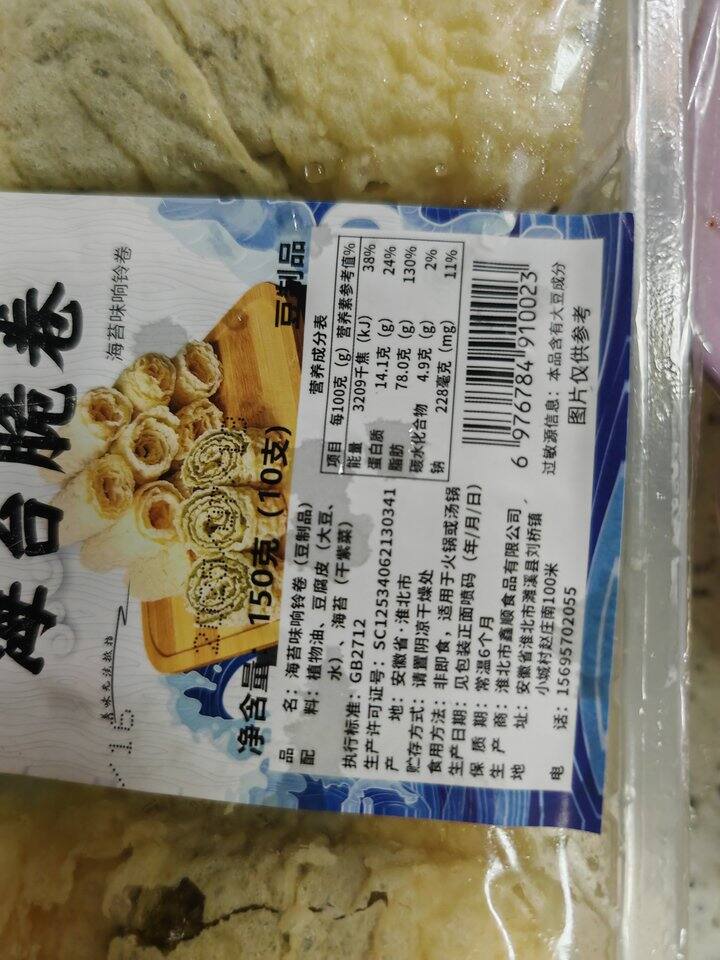 海苔脆卷
海苔味响铃卷
美味无法抵挡
豆制品
净含量 150克（10支）
营养成分表
项目 每100克（g） 营养素参考值%
能量 3209千焦（kJ） 38%
蛋白质 14.1克（g） 24%
脂肪 78.0克（g） 130%
碳水化合物 4.9克（g） 2%
钠 228毫克（mg） 11%
6 976784 910023
过敏源信息：本品含有大豆成分
图片仅供参考
品 名：海苔味响铃卷（豆制品）
配 料：植物油、豆腐皮（大豆、
水）、海苔（干紫菜）
执行标准：GB2712
生产许可证号：SC12534062130341
产 地：安徽省·淮北市
贮存方式：请置阴凉干燥处
食用方法：非即食，适用于火锅或汤锅
生产日期：见包装正面喷码（年/月/日）
保 质 期：常温6个月
生 产 商：淮北市鑫顺食品有限公司
地 址：安徽省淮北市濉溪县刘桥镇
小城村赵庄南100米
电 话：15695702055